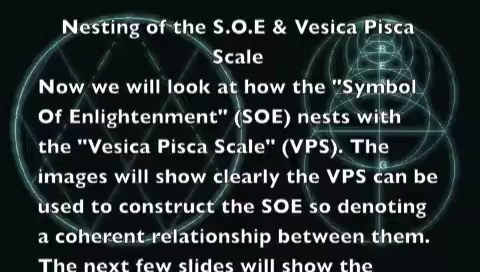 Nesting of the S.O.E & Vesica Pisca
Scale
Now we will look at how the "Symbol
Of Enlightenment" (SOE) nests with
the "Vesica Pisca Scale" (VPS). The
images will show clearly the VPS can be
used to construct the SOE so denoting
a coherent relationship between them.
The next few slides will show the